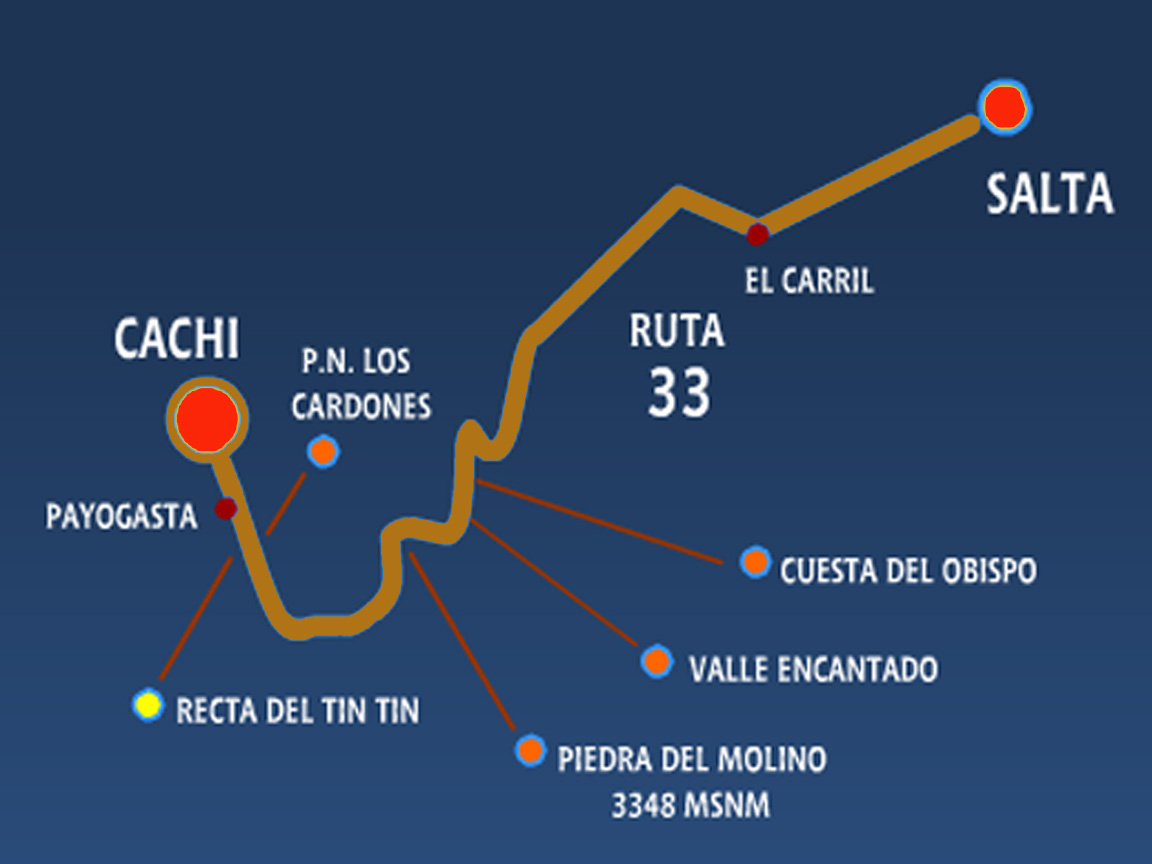 SALTA
EL CARRIL
RUTA
33
CACHI
P.N. LOS
CARDONES
PAYOGASTA
CUESTA DEL OBISPO
VALLE ENCANTADO
RECTA DEL TIN TIN
PIEDRA DEL MOLINO
3348 MSNM